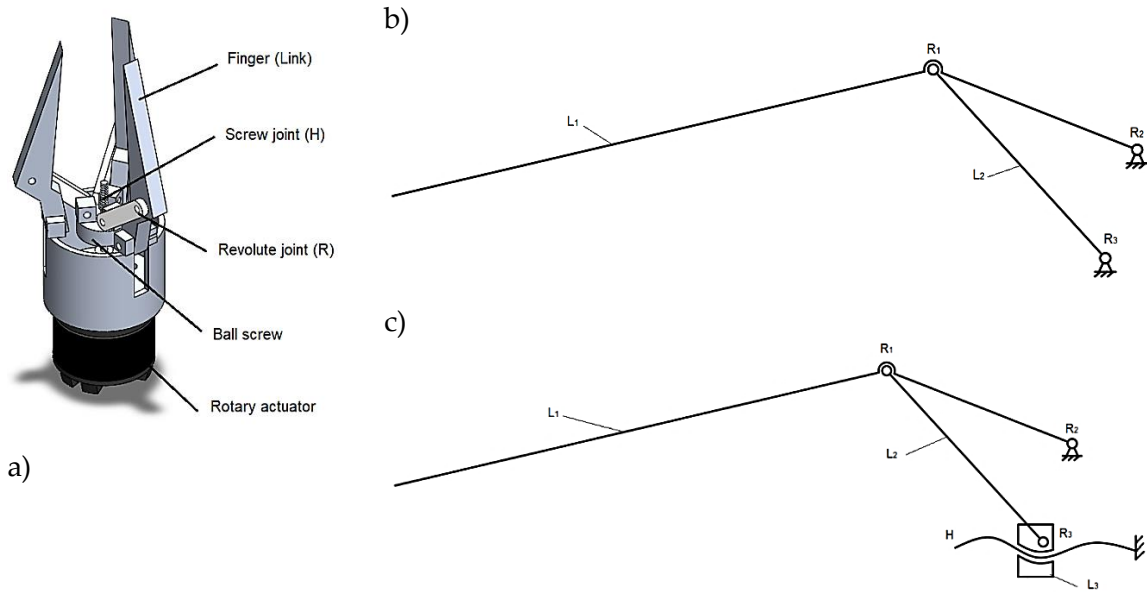 Finger (Link)
Screw joint (H)
Revolute joint (R)
Ball screw
Rotary actuator
a)
b)
R1
L1
R2
L2
R3
c)
R1
L1
R2
L2
H
R3
L3